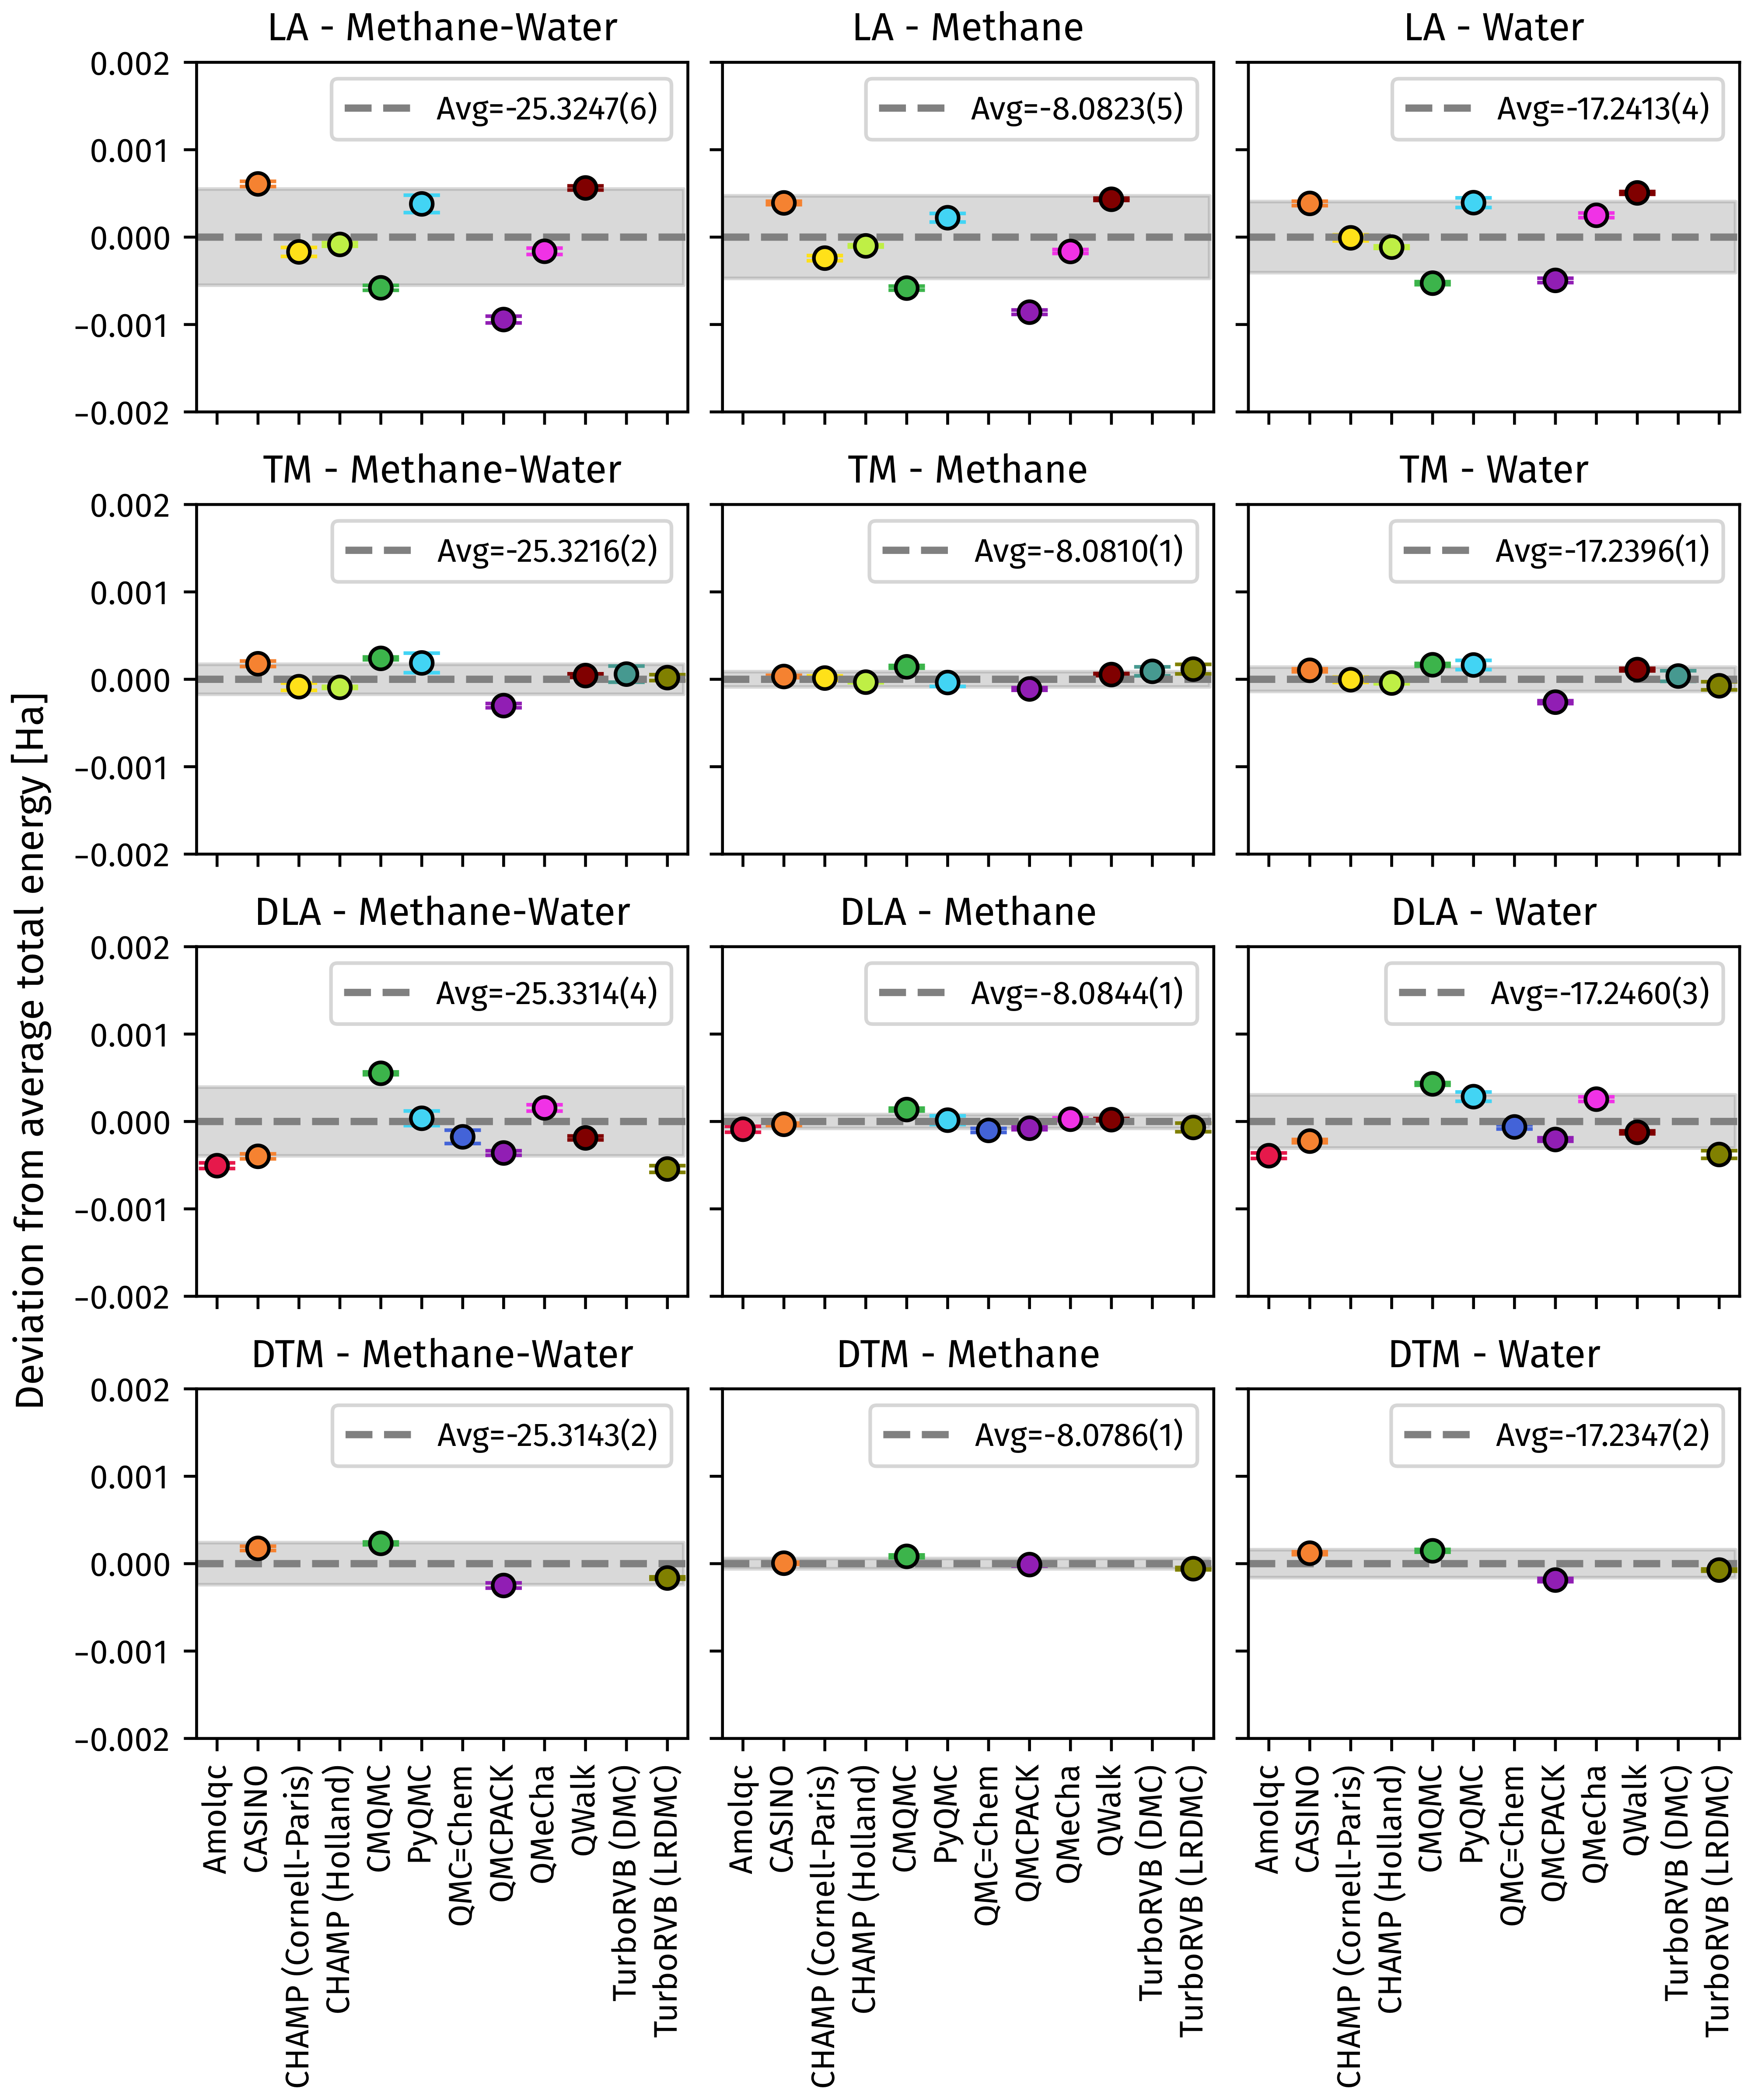 LA - Methane-Water
LA - Methane
LA - Water
0.002
0.001
0.000
−0.001
−0.002
Avg=-25.3247(6)
Avg=-8.0823(5)
Avg=-17.2413(4)
TM - Methane-Water
TM - Methane
TM - Water
0.002
0.001
0.000
−0.001
−0.002
Avg=-25.3216(2)
Avg=-8.0810(1)
Avg=-17.2396(1)
Deviation from average total energy [Ha]
DLA - Methane-Water
DLA - Methane
DLA - Water
0.002
0.001
0.000
−0.001
−0.002
Avg=-25.3314(4)
Avg=-8.0844(1)
Avg=-17.2460(3)
DTM - Methane-Water
DTM - Methane
DTM - Water
0.002
0.001
0.000
−0.001
−0.002
Avg=-25.3143(2)
Avg=-8.0786(1)
Avg=-17.2347(2)
Amolqc
CASINO
CHAMP (Cornell-Paris)
CHAMP (Holland)
CMQMC
PyQMC
QMC=Chem
QMCPACK
QMeCha
QWalk
TurboRVB (DMC)
TurboRVB (LRDMC)
Amolqc
CASINO
CHAMP (Cornell-Paris)
CHAMP (Holland)
CMQMC
PyQMC
QMC=Chem
QMCPACK
QMeCha
QWalk
TurboRVB (DMC)
TurboRVB (LRDMC)
Amolqc
CASINO
CHAMP (Cornell-Paris)
CHAMP (Holland)
CMQMC
PyQMC
QMC=Chem
QMCPACK
QMeCha
QWalk
TurboRVB (DMC)
TurboRVB (LRDMC)